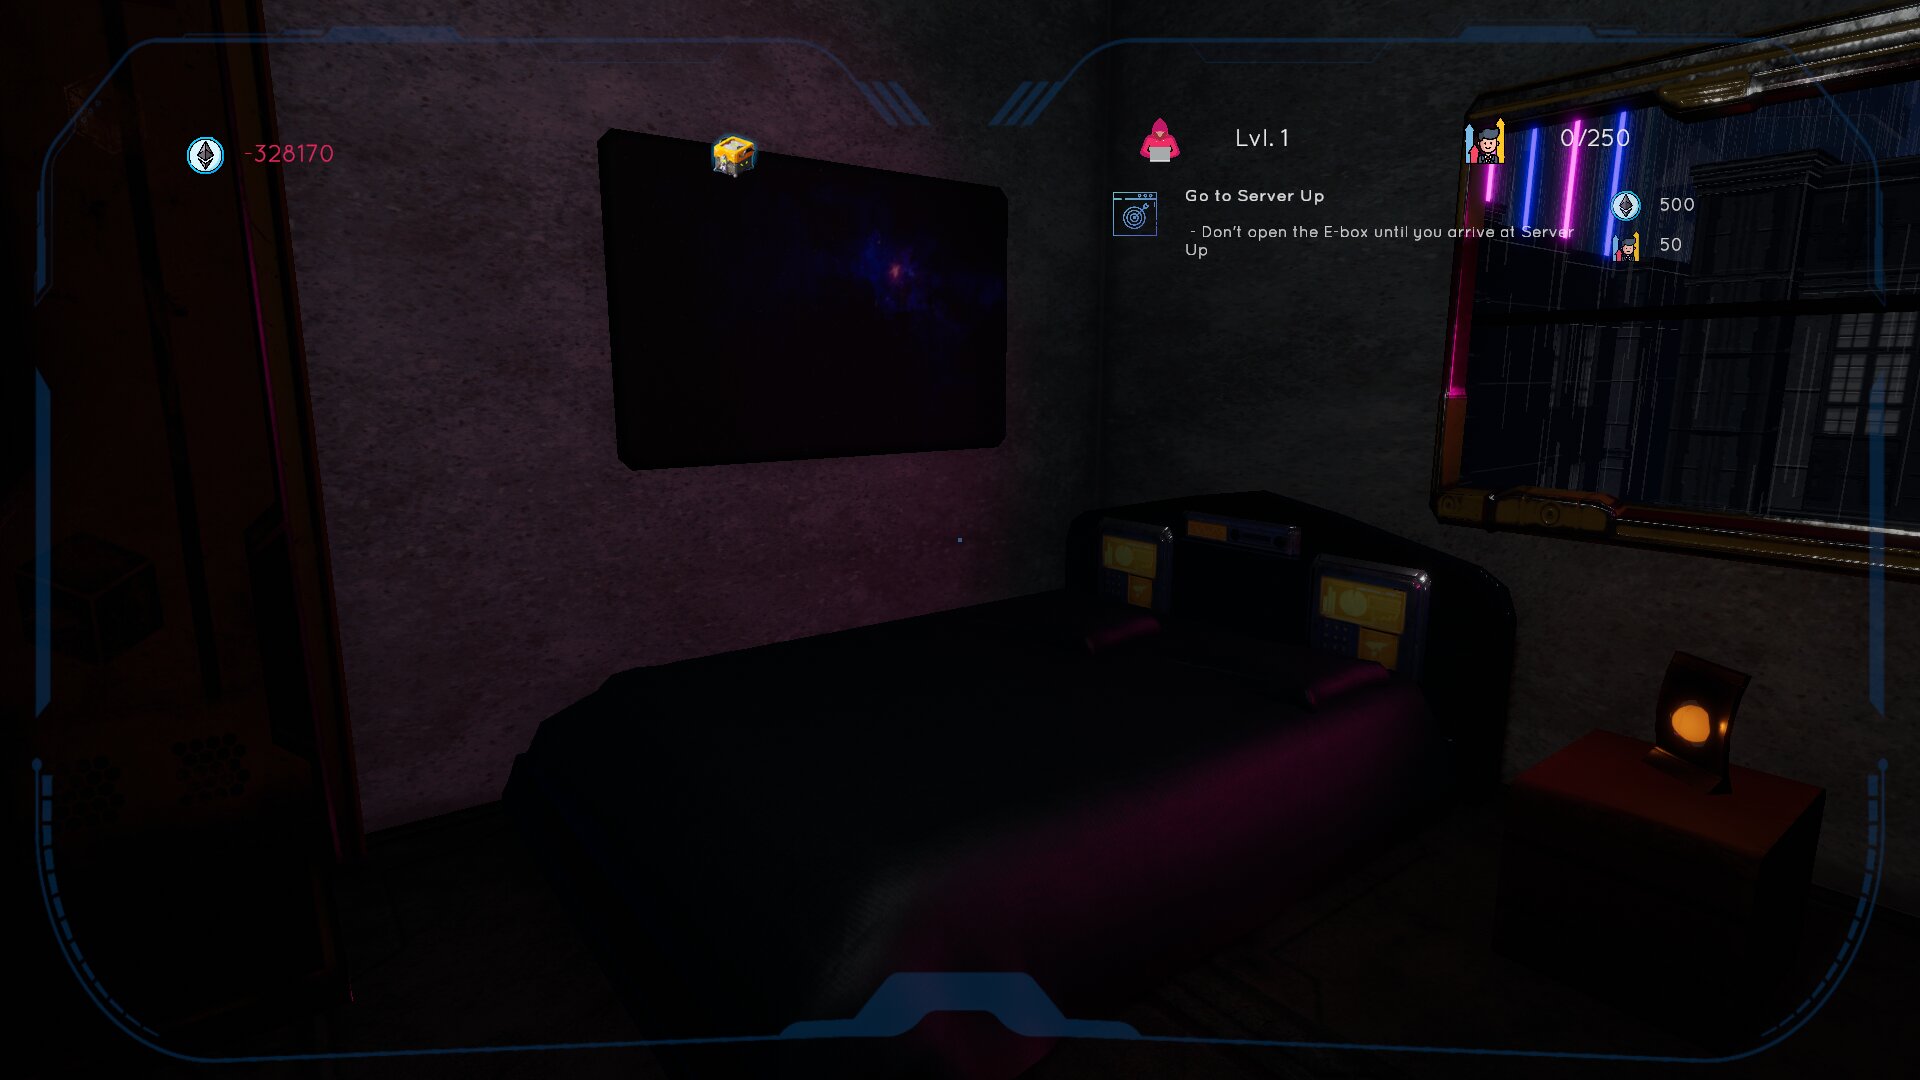 -328170
Lvl. 1
0/250
Go to Server Up
500
- Don't open the E-box until you arrive at Server
Up
50